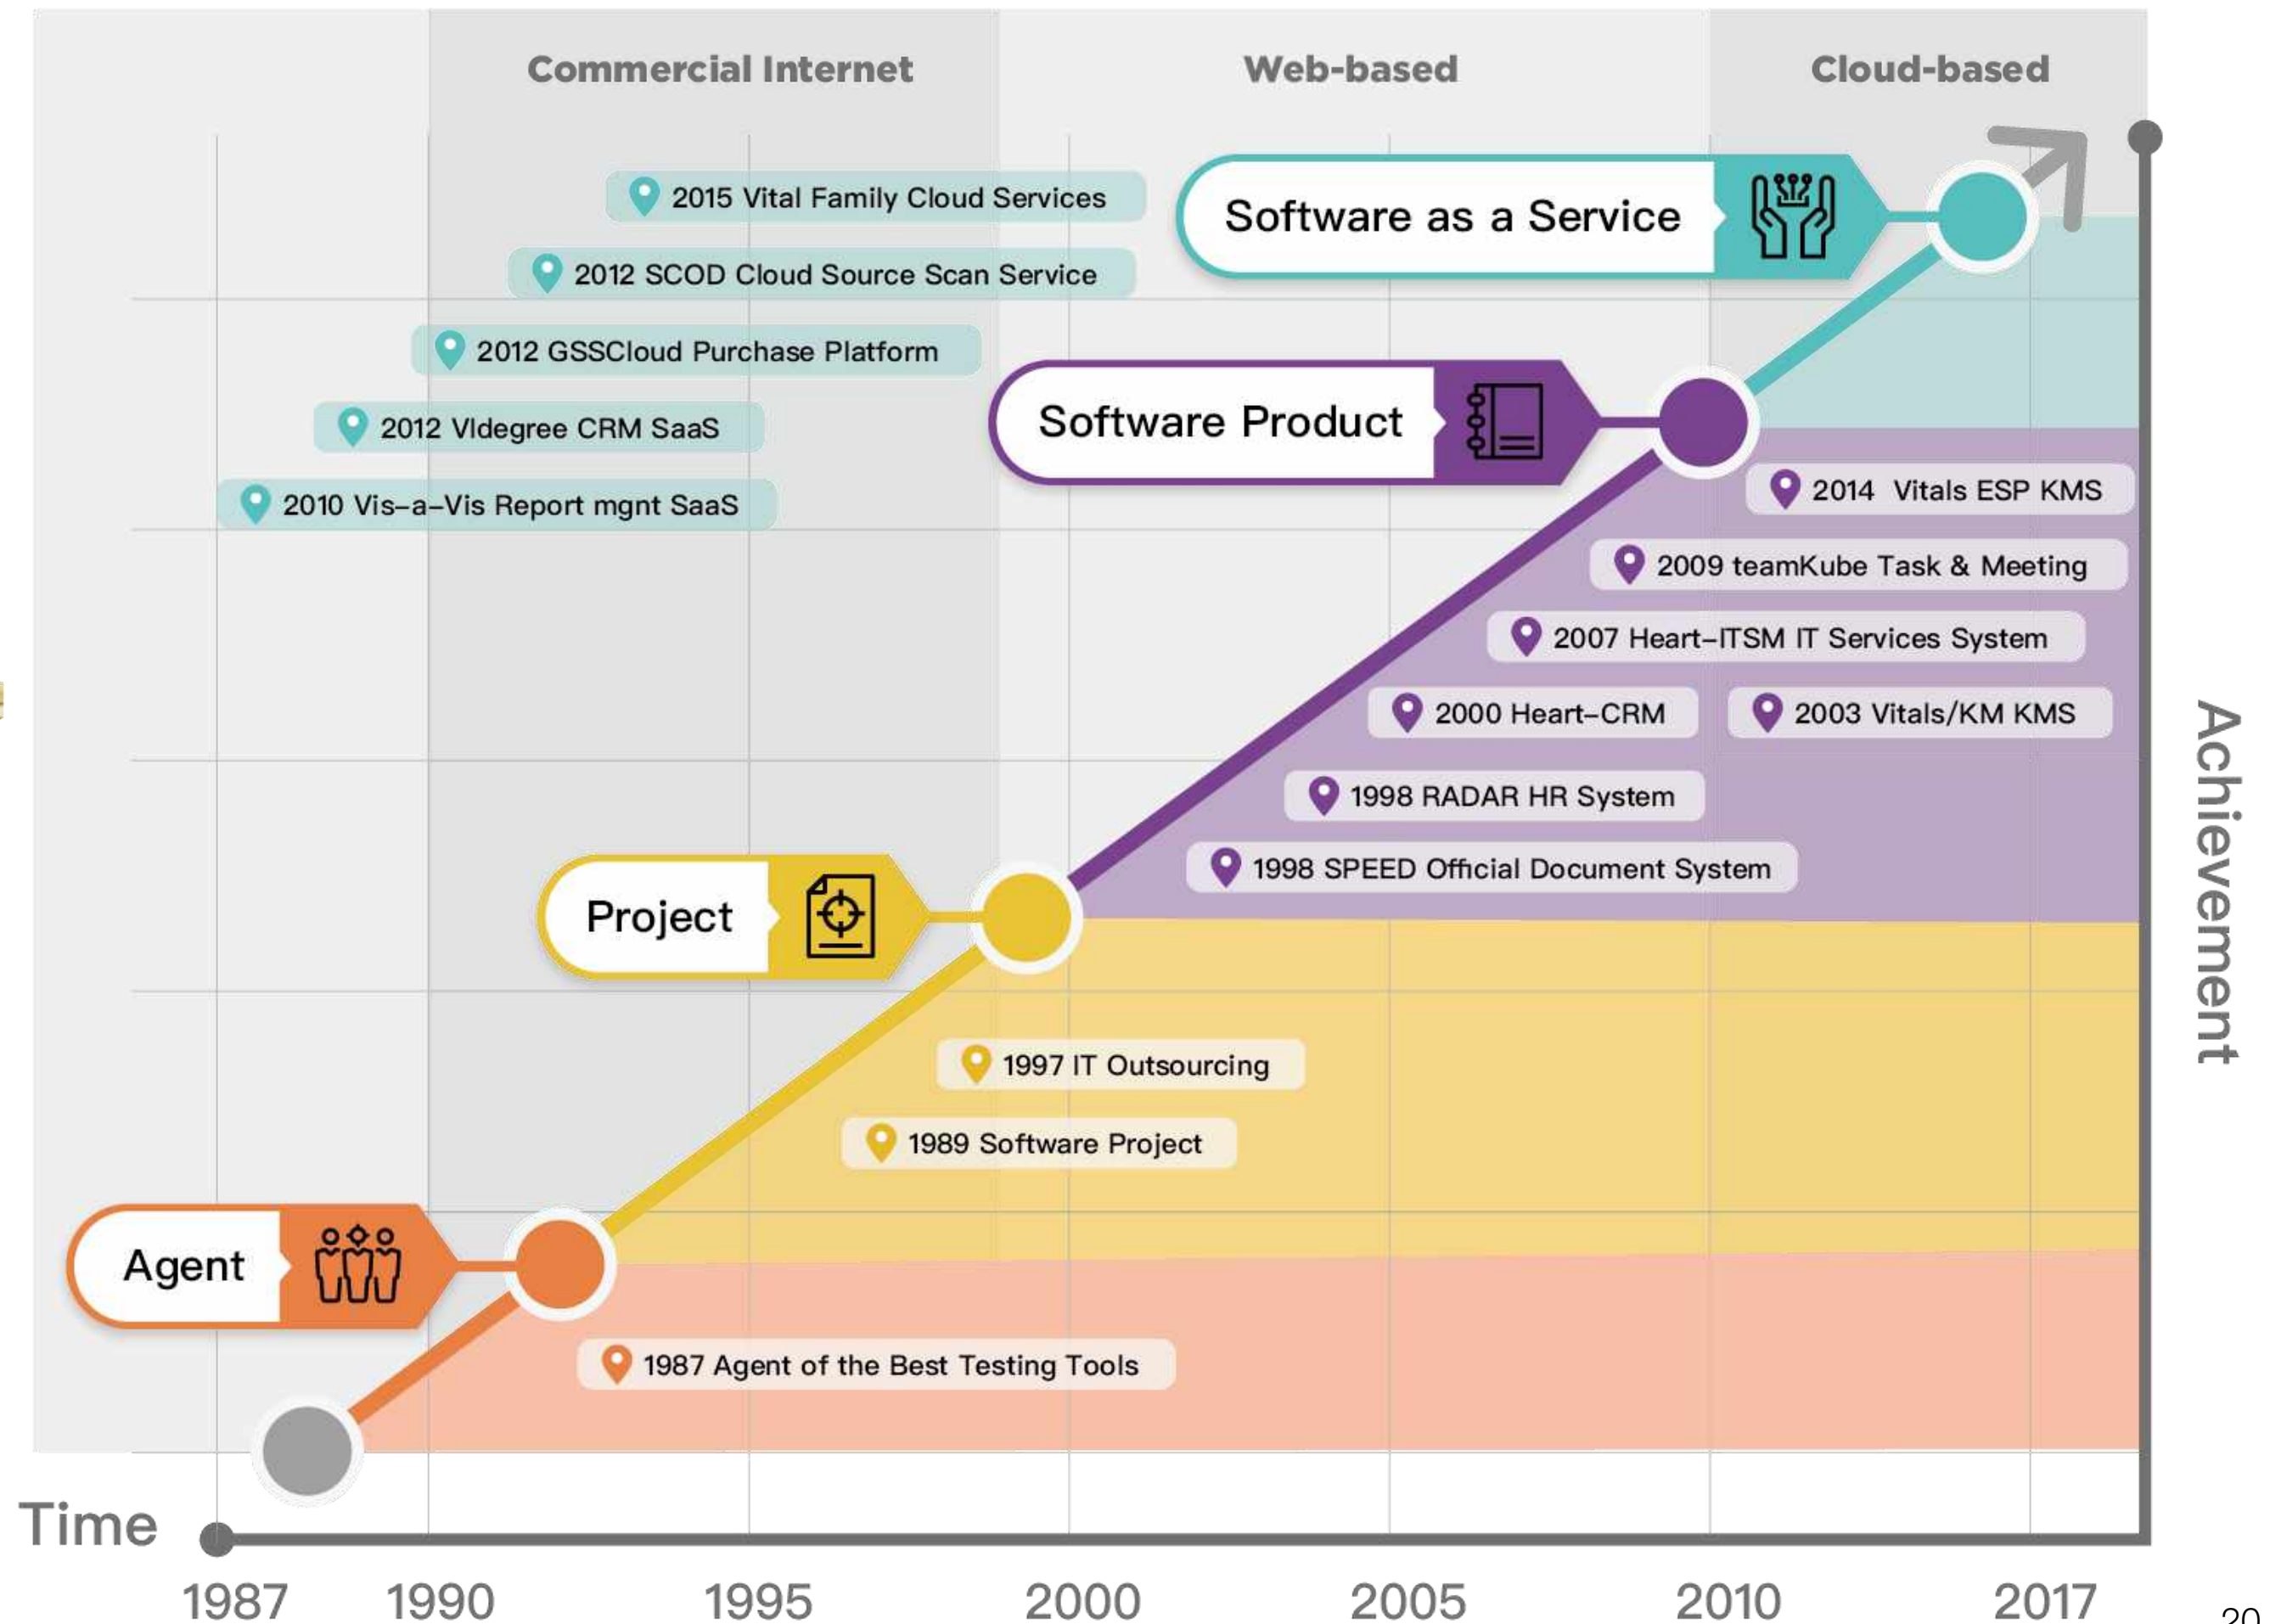 Commercial Internet
Web-based
Cloud-based
2015 Vital Family Cloud Services
Software as a Service
2012 SCOD Cloud Source Scan Service
2012 GSSCloud Purchase Platform
Software Product
2012 VIdegree CRM SaaS
2010 Vis-a-Vis Report mgnt SaaS
2014 Vitals ESP KMS
2009 teamKube Task & Meeting
2007 Heart-ITSM IT Services System
2000 Heart-CRM
2003 Vitals/KM KMS
1998 RADAR HR System
1998 SPEED Official Document System
Achievement
Project
1997 IT Outsourcing
1989 Software Project
Agent
1987 Agent of the Best Testing Tools
Time
1987
1990
1995
2000
2005
2010
2017